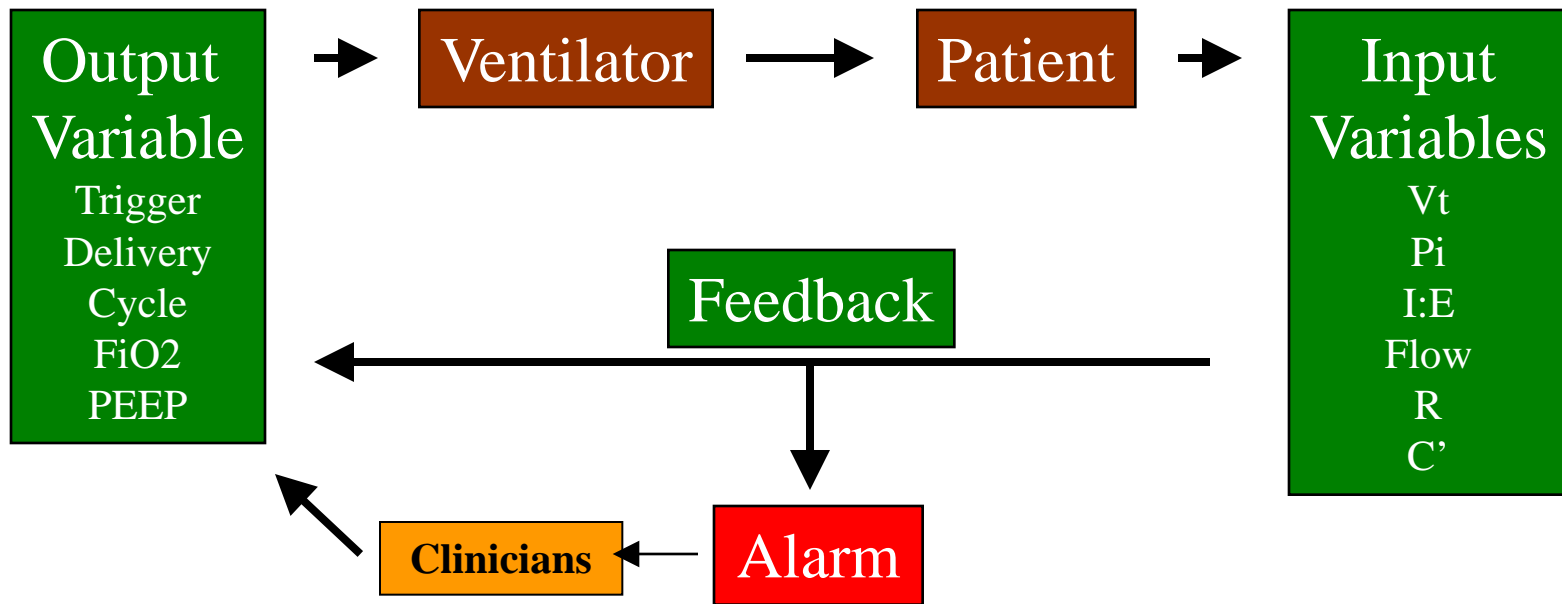 Output
Variable
Trigger
Delivery
Cycle
FiO2
PEEP
Ventilator
Patient
Input
Variables
Vt
Pi
I:E
Flow
R
C’
Feedback
Alarm
Clinicians